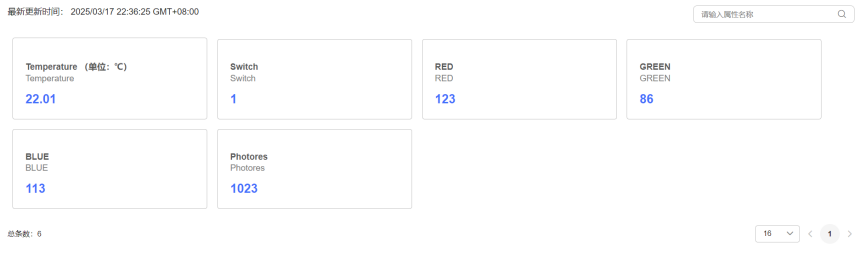 最新更新时间： 2025/03/17 22:36:25 GMT+08:00
请输入属性名称
Temperature （单位：℃）
Temperature
22.01
Switch
Switch
1
RED
RED
123
GREEN
GREEN
86
BLUE
BLUE
113
Photores
Photores
1023
总条数：6
16
1